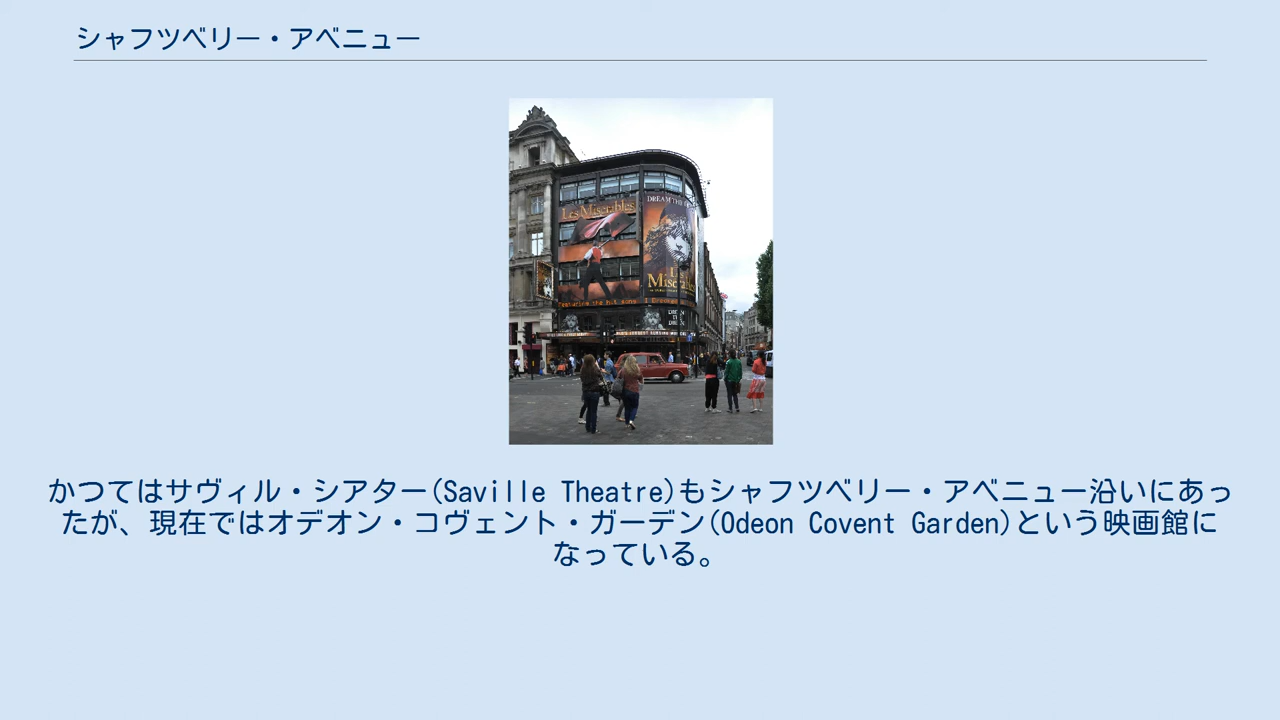 シャフツベリー・アベニュー
Les Misérables
DREAM THE
かつてはサヴィル・シアター(Saville Theatre)もシャフツベリー・アベニュー沿いにあっ
たが、現在ではオデオン・コヴェント・ガーデン(Odeon Covent Garden)という映画館に
なっている。